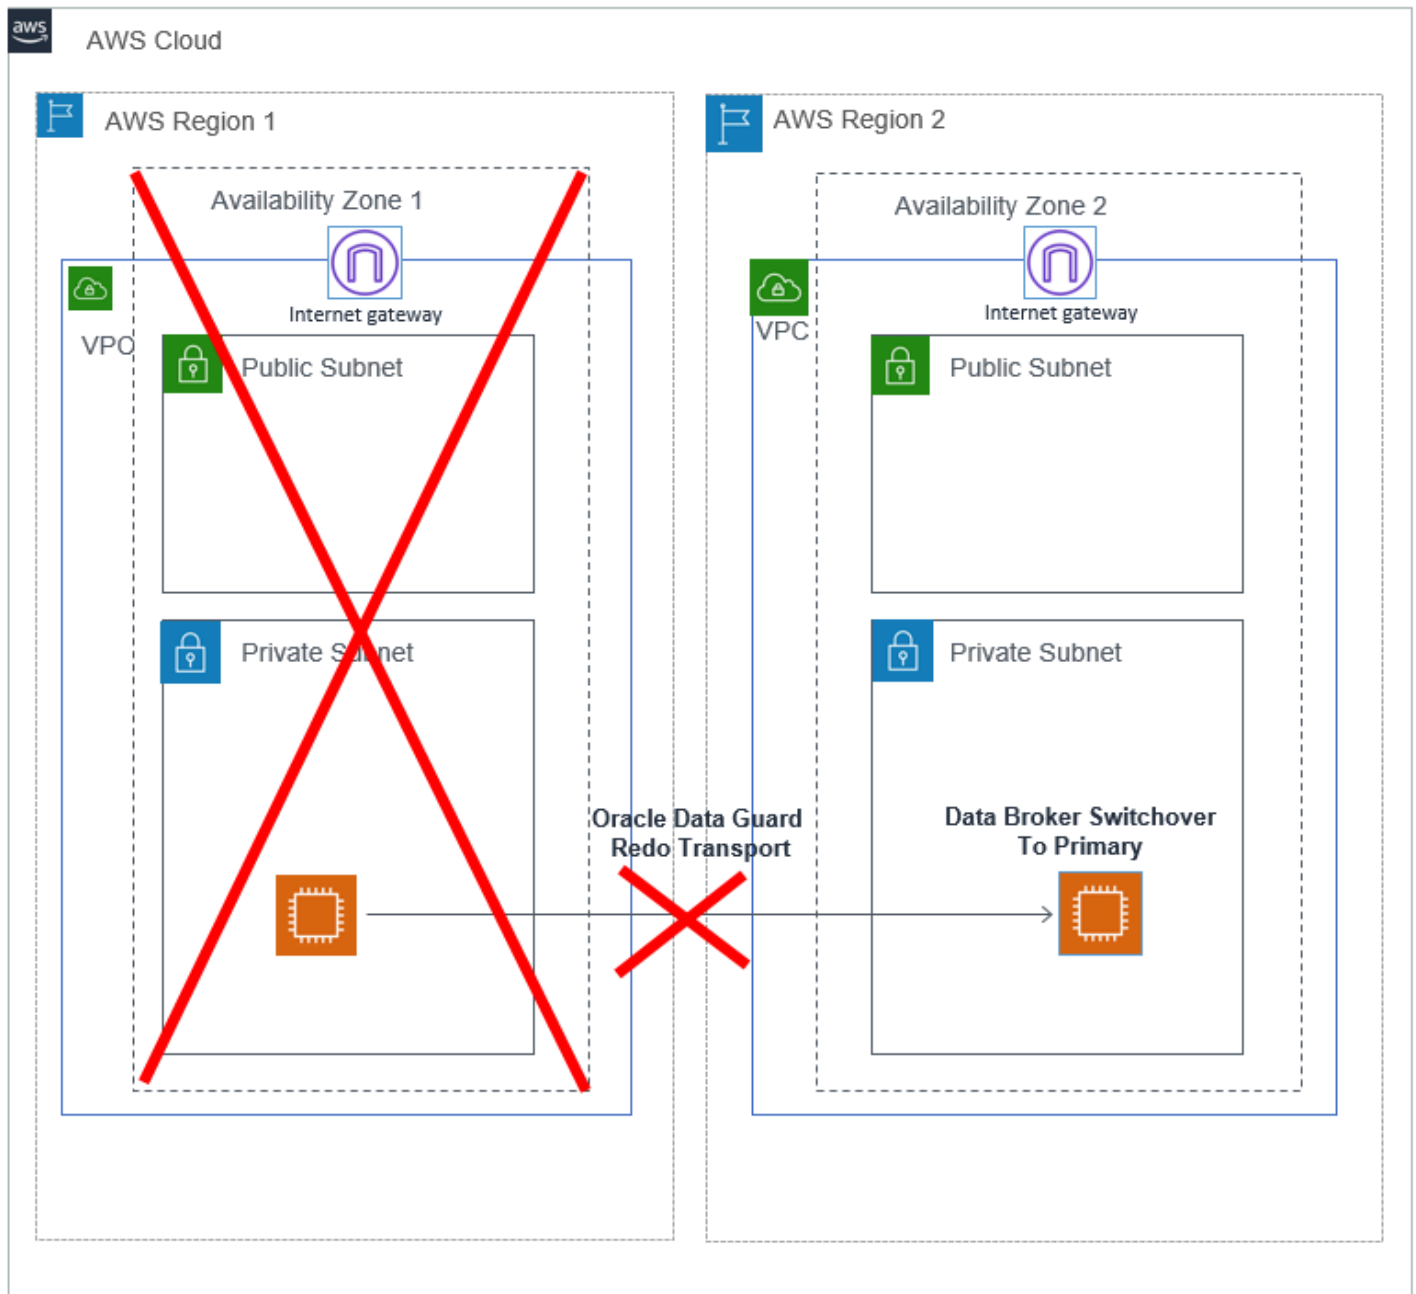 aws
AWS Cloud
AWS Region 1
AWS Region 2
Availability Zone 1
Availability Zone 2
Internet gateway
Internet gateway
VPC
VPC
Public Subnet
Public Subnet
Private Subnet
Private Subnet
Oracle Data Guard
Redo Transport
Data Broker Switchover
To Primary